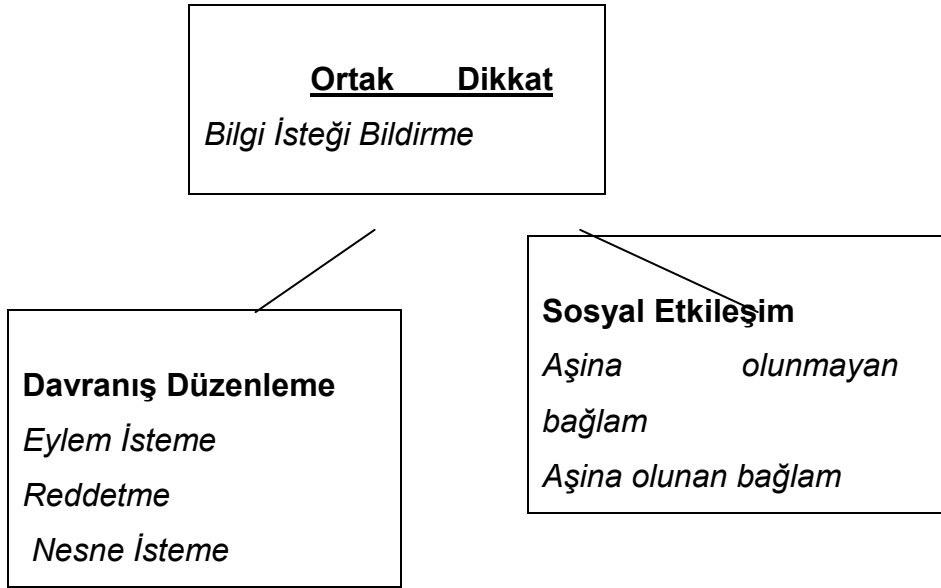 Ortak Dikkat
Bilgi İsteği Bildirme
Davranış Düzenleme
Eylem İsteme
Reddetme
Nesne İsteme
Sosyal Etkileşim
Aşina olunmayan
bağlam
Aşina olunan bağlam